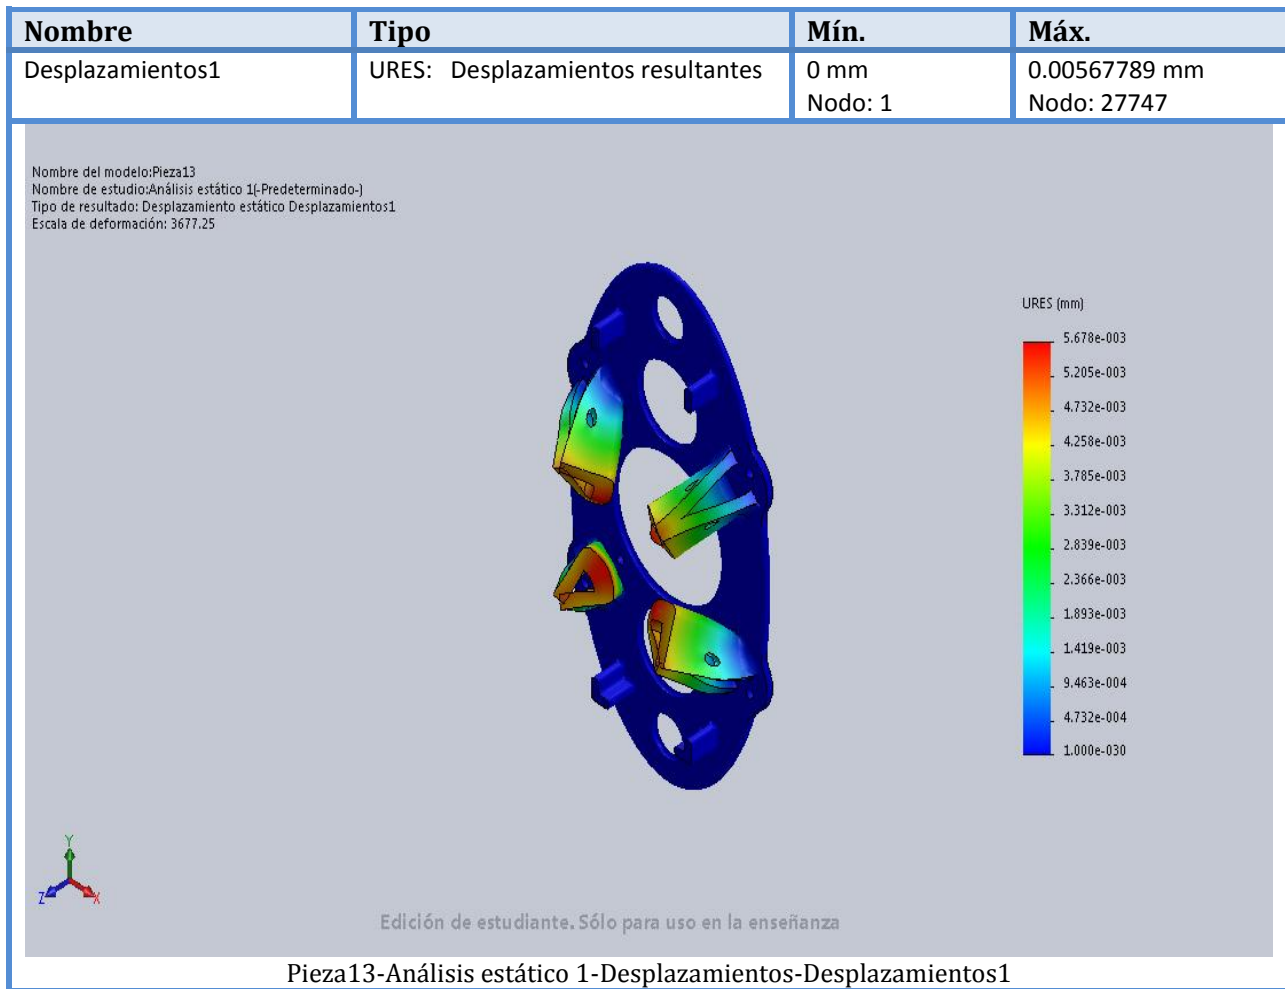 Nombre Tipo Mín. Máx.
Desplazamientos1 URES: Desplazamientos resultantes 0 mm 0.00567789 mm
Nodo: 1 Nodo: 27747
Nombre del modelo:Pieza13
Nombre de estudio:Análisis estático 1(-Predeterminado-)
Tipo de resultado: Desplazamiento estático Desplazamientos1
Escala de deformación: 3677.25
URES (mm)
5.678e-003
5.205e-003
4.732e-003
4.258e-003
3.785e-003
3.312e-003
2.839e-003
2.366e-003
1.893e-003
1.419e-003
9.463e-004
4.732e-004
1.000e-030
Y
Z X
Edición de estudiante. Sólo para uso en la enseñanza
Pieza13-Análisis estático 1-Desplazamientos-Desplazamientos1